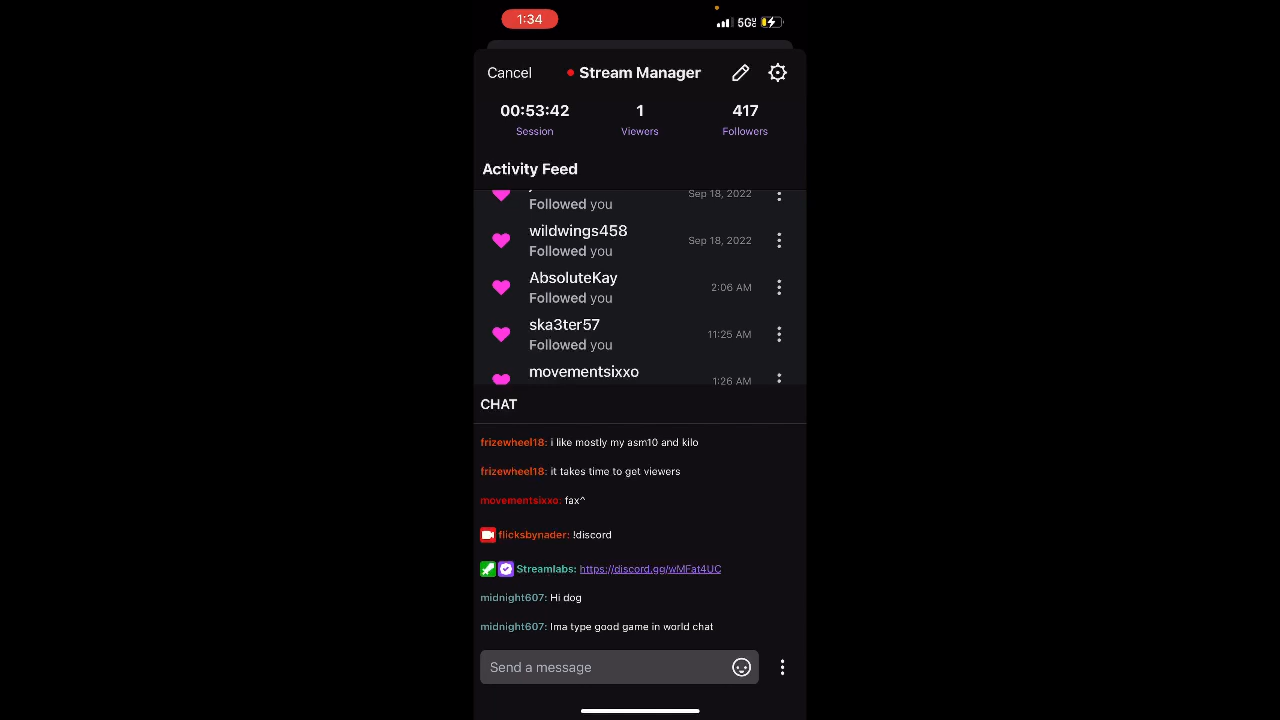 1:34
5G
Cancel
Stream Manager
00:53:42
1
417
Session
Viewers
Followers
Activity Feed
Sep 18, 2022
Followed you
wildwings458
Sep 18, 2022
Followed you
AbsoluteKay
2:06 AM
Followed you
ska3ter57
11:25 AM
Followed you
movementsixxo
1:26 AM
CHAT
frizewheel18: i like mostly my asm10 and kilo
frizewheel18: it takes time to get viewers
movementsixxo: fax^
flicksbynader: !discord
Streamlabs: https://discord.gg/wMFat4UC
midnight607: Hi dog
midnight607: Ima type good game in world chat
Send a message